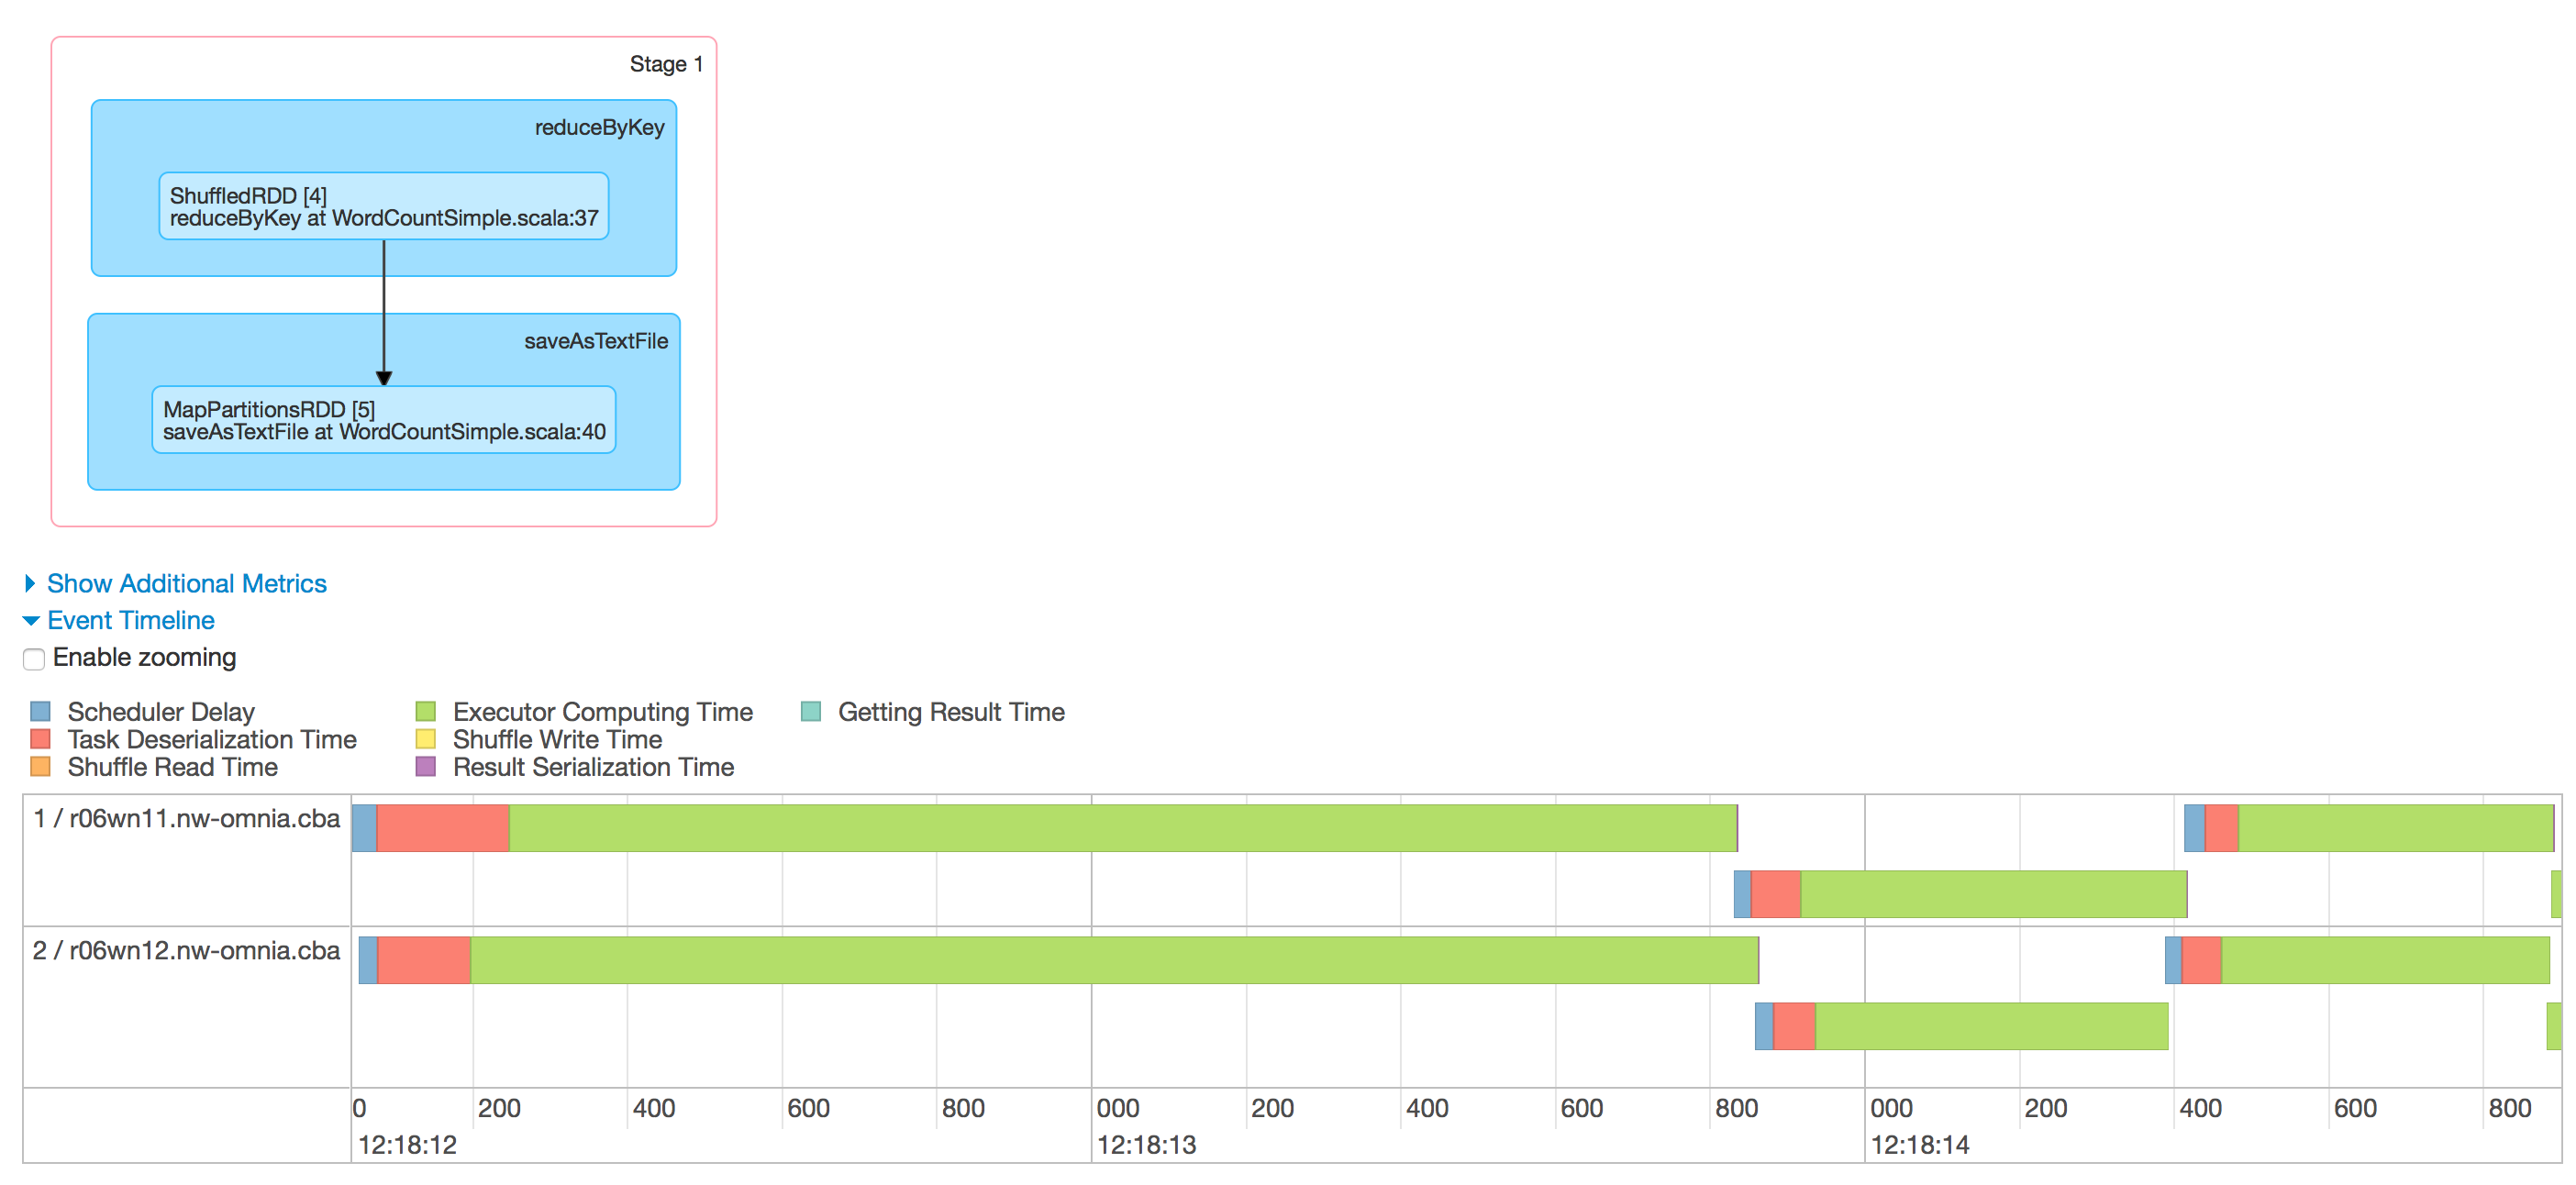 Stage 1
reduceByKey
ShuffledRDD [4]
reduceByKey at WordCountSimple.scala:37
saveAsTextFile
MapPartitionsRDD [5]
saveAsTextFile at WordCountSimple.scala:40
Show Additional Metrics
Event Timeline
Enable zooming
Scheduler Delay Executor Computing Time Getting Result Time
Task Deserialization Time Shuffle Write Time
Shuffle Read Time Result Serialization Time
1 / r06wn11.nw-omnia.cba
2 / r06wn12.nw-omnia.cba
0 200 400 600 800 000 200 400 600 800 000 200 400 600 800
12:18:12 12:18:13 12:18:14